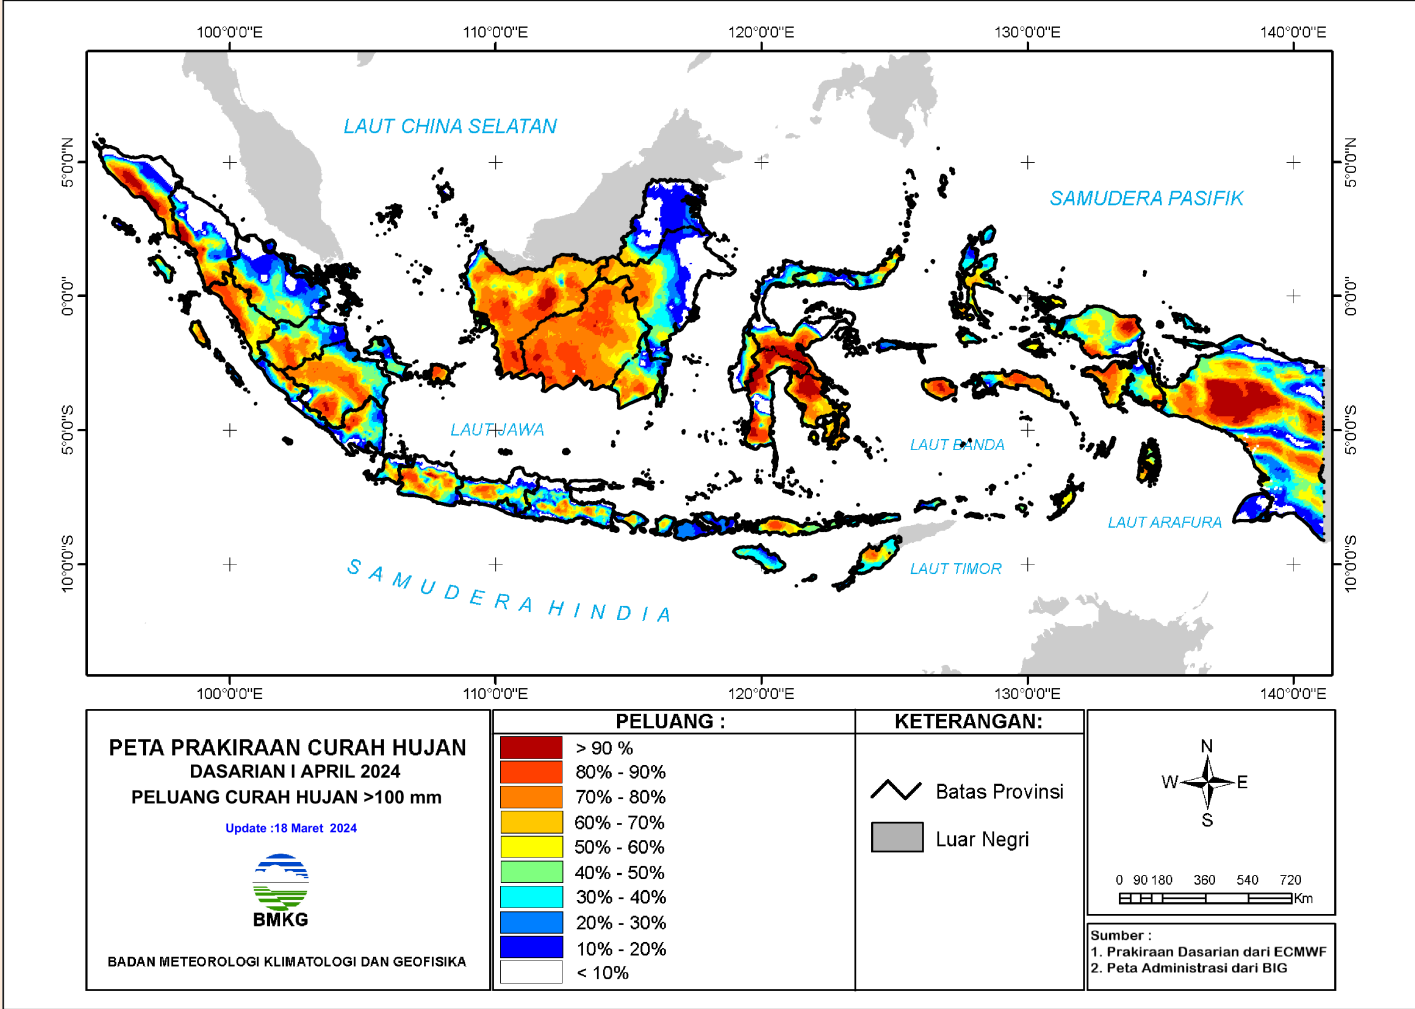 100°0'0"E 110°0'0"E 120°0'0"E 130°0'0"E 140°0'0"E
5°0'0"N
0°0'0"
5°0'0"S
10°0'0"S
LAUT CHINA SELATAN
SAMUDERA PASIFIK
LAUT JAWA
LAUT BANDA
LAUT ARAFURA
LAUT TIMOR
SAMUDERA HINDIA
5°0'0"N
0°0'0"
5°0'0"S
10°0'0"S
100°0'0"E 110°0'0"E 120°0'0"E 130°0'0"E 140°0'0"E
PETA PRAKIRAAN CURAH HUJAN
DASARIAN I APRIL 2024
PELUANG CURAH HUJAN >100 mm
Update :18 Maret 2024
BMKG
BADAN METEOROLOGI KLIMATOLOGI DAN GEOFISIKA
PELUANG :
> 90 %
80% - 90%
70% - 80%
60% - 70%
50% - 60%
40% - 50%
30% - 40%
20% - 30%
10% - 20%
< 10%
KETERANGAN:
Batas Provinsi
Luar Negri
N
W E
S
0 90 180 360 540 720
Km
Sumber :
1. Prakiraan Dasarian dari ECMWF
2. Peta Administrasi dari BIG